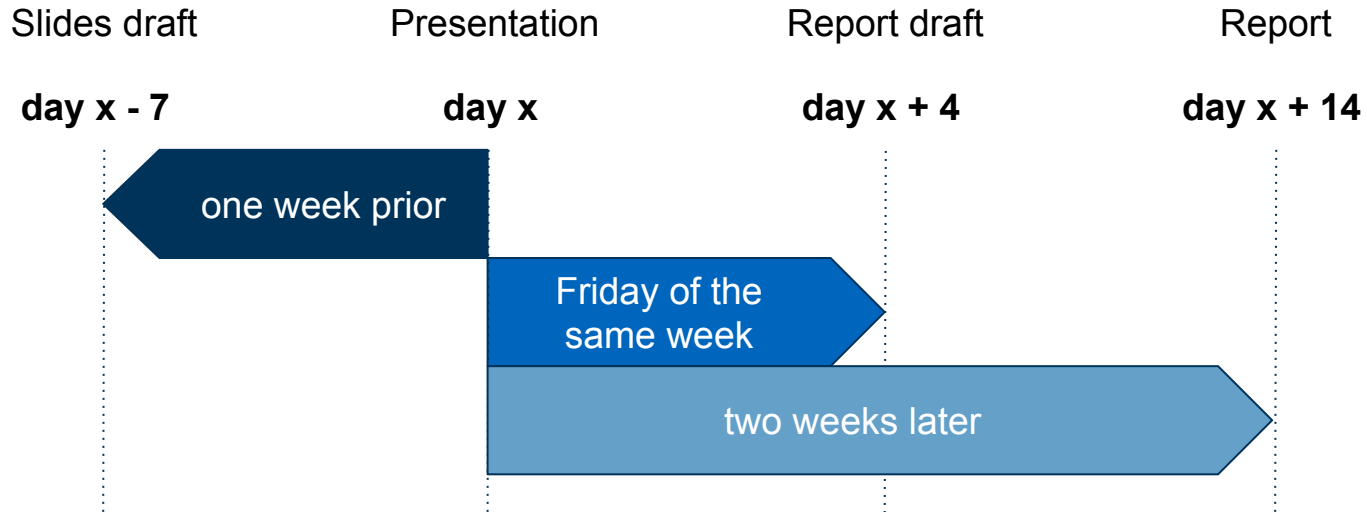 Slides draft
Presentation
Report draft
Report
day x - 7
day x
day x + 4
day x + 14
one week prior
Friday of the
same week
two weeks later